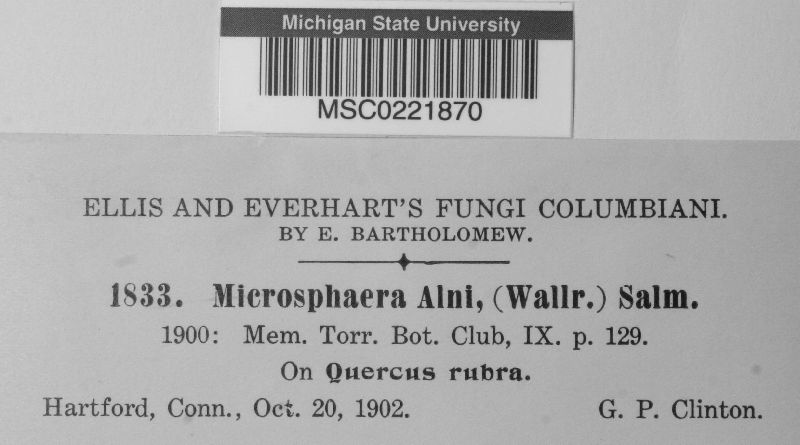 Michigan State University
MSC0221870
ELLIS AND EVERHART'S FUNGI COLUMBIANI.
BY E. BARTHOLOMEW.
1833. Microsphaera Alni, (Wallr.) Salm.
1900: Mem. Torr. Bot. Club, IX. p. 129.
On Quercus rubra.
Hartford, Conn., Oct. 20, 1902. G. P. Clinton.